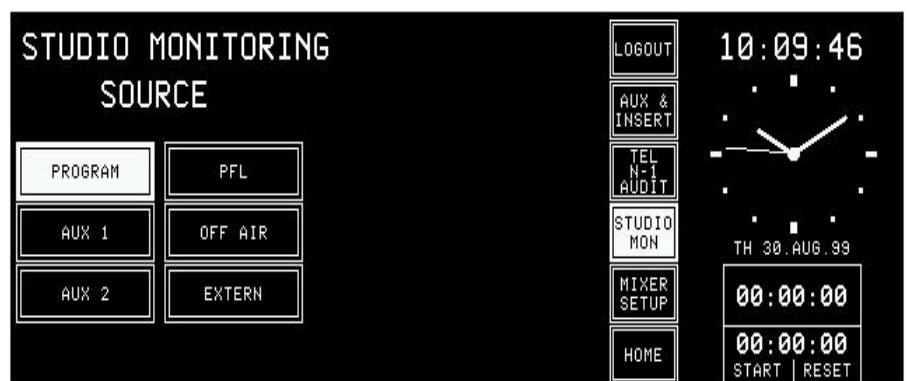 STUDIO MONITORING
SOURCE
PROGRAM
PFL
AUX 1
OFF AIR
AUX 2
EXTERN
LOGOUT
AUX &
INSERT
TEL
N-1
AUDIT
STUDIO
MON
MIXER
SETUP
HOME
10:09:46
TH 30.AUG.99
00:00:00
00:00:00
START | RESET